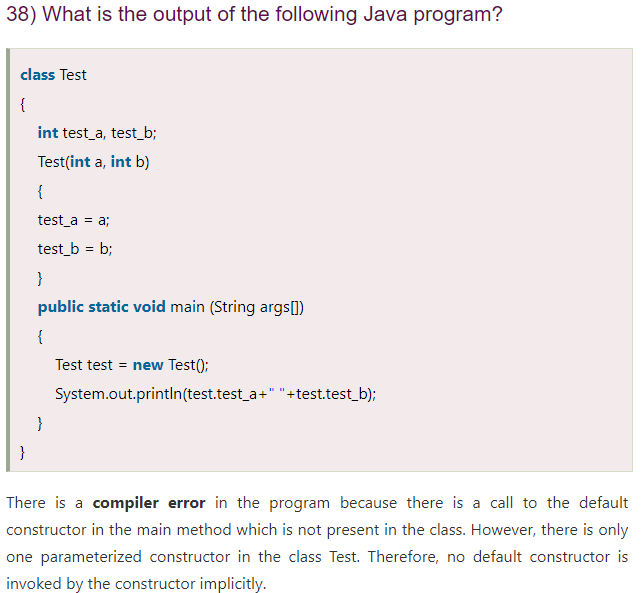 38) What is the output of the following Java program?
class Test
{
int test_a, test_b;
Test(int a, int b)
{
test_a = a;
test_b = b;
}
public static void main (String args[])
{
Test test = new Test();
System.out.println(test.test_a+" "+test.test_b);
}
}
There is a compiler error in the program because there is a call to the default
constructor in the main method which is not present in the class. However, there is only
one parameterized constructor in the class Test. Therefore, no default constructor is
invoked by the constructor implicitly.